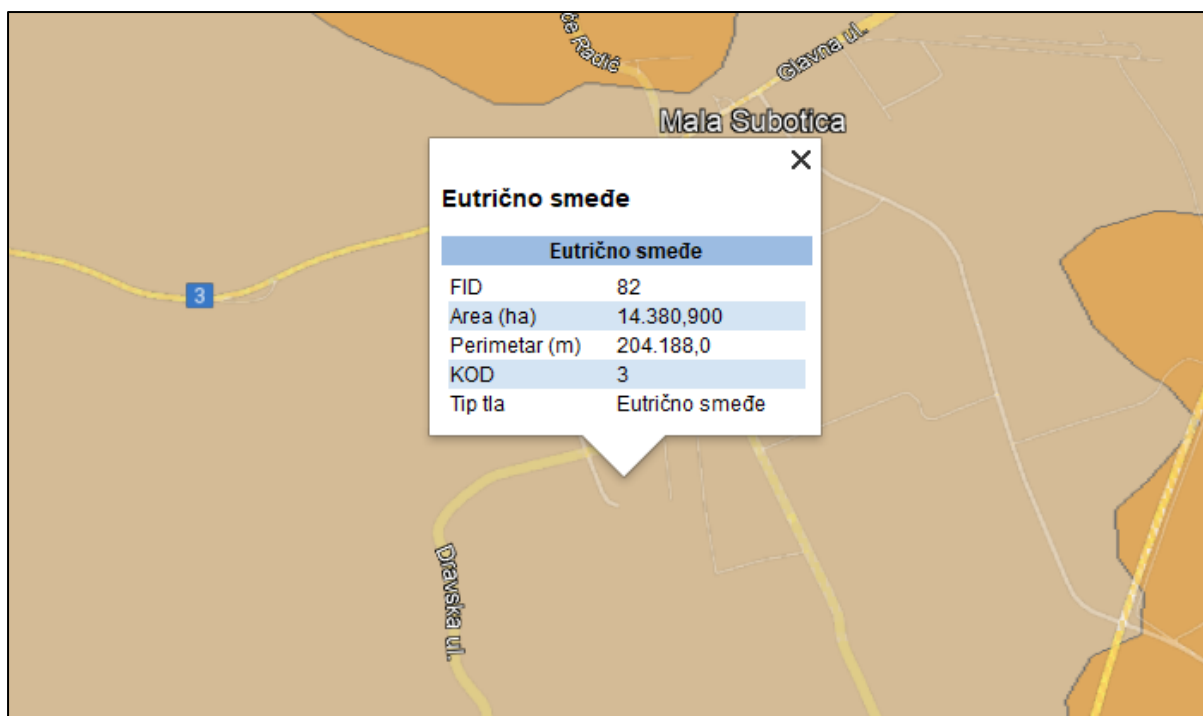 će Radić
Glavna ul.
Mala Subotica
Eutrično smeđe
Eutrično smeđe
FID 82
Area (ha) 14.380,900
Perimetar (m) 204.188,0
KOD 3
Tip tla Eutrično smeđe
3
Dravska ul.